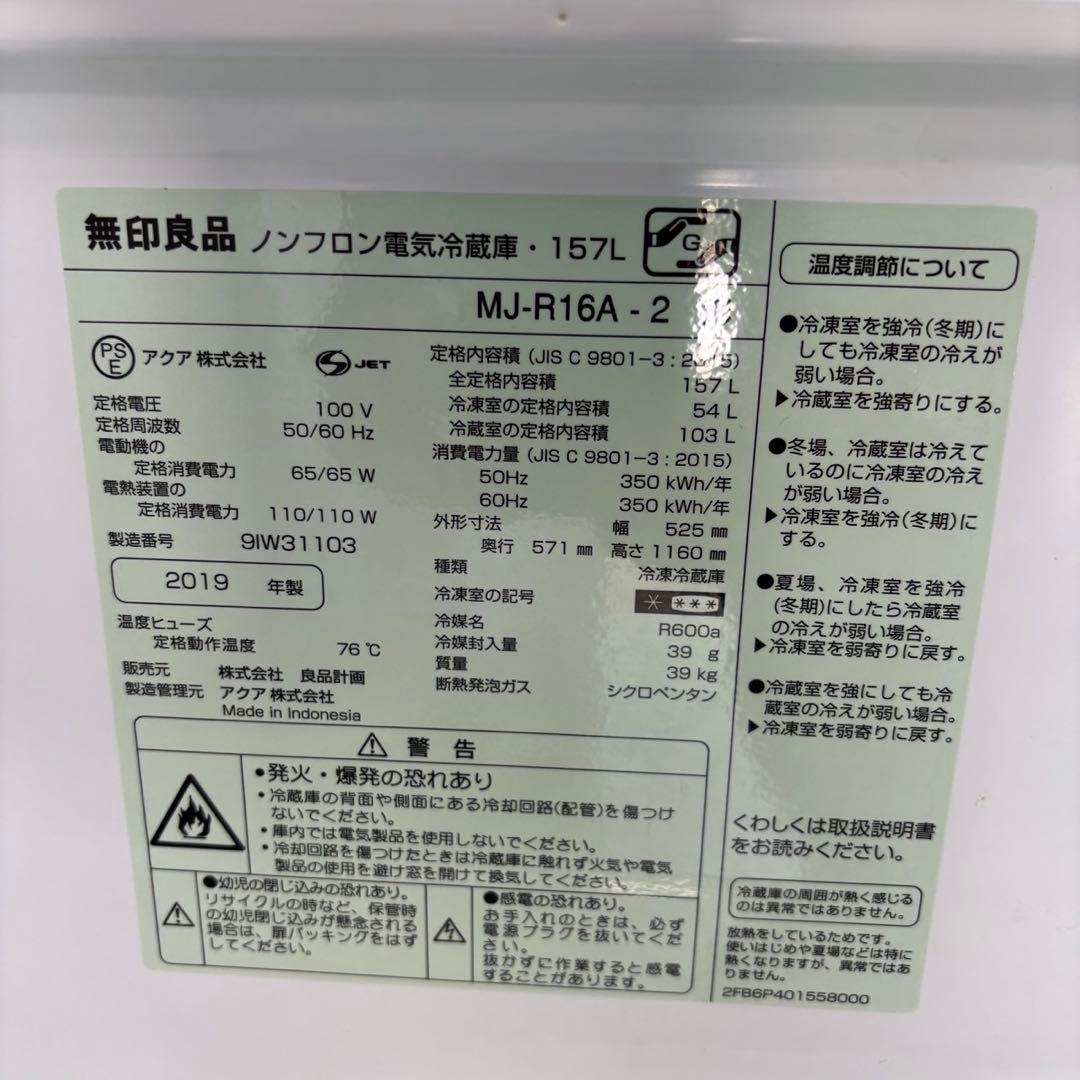 無印良品 ノンフロン電気冷蔵庫・157L
G
MJ-R16A - 2
PS
E
アクア 株式会社
S JET
定格電圧 100 V
定格周波数 50/60 Hz
電動機の
定格消費電力 65/65 W
電熱装置の
定格消費電力 110/110 W
製造番号 9IW31103
2019 年製
温度ヒューズ
定格動作温度 76 ℃
販売元 株式会社 良品計画
製造管理元 アクア 株式会社
Made in Indonesia
定格内容積 (JIS C 9801-3 : 2015)
全定格内容積 157 L
冷凍室の定格内容積 54 L
冷蔵室の定格内容積 103 L
消費電力量 (JIS C 9801-3 : 2015)
50Hz 350 kWh/年
60Hz 350 kWh/年
外形寸法 幅 525 mm
奥行 571 mm 高さ 1160 mm
種類 冷凍冷蔵庫
冷凍室の記号
冷媒名 R600a
冷媒封入量 39 g
質量 39 kg
断熱発泡ガス シクロペンタン
⚠ 警 告
・発火・爆発の恐れあり
・冷蔵庫の背面や側面にある冷却回路(配管)を傷つけ
ないでください。
・庫内では電気製品を使用しないでください。
・冷却回路を傷つけたときは冷蔵庫に触れず火気や電気
製品の使用を避け窓を開けて換気してください。
●幼児の閉じ込みの恐れあり。
リサイクルの時など、保管時
の幼児閉じ込みが懸念される
場合は、扉パッキングをはず
してください。
●感電の恐れあり。
お手入れのときは、必ず
電源プラグを抜いてくだ
さい。
抜かずに作業すると感電
することがあります。
温度調節について
●冷凍室を強冷(冬期)に
しても冷凍室の冷えが
弱い場合。
▶冷蔵室を強寄りにする。
●冬場、冷蔵室は冷えて
いるのに冷凍室の冷え
が弱い場合。
▶冷凍室を強冷(冬期)に
する。
●夏場、冷凍室を強冷
(冬期)にしたら冷蔵室
の冷えが弱い場合。
▶冷凍室を弱寄りに戻す。
●冷蔵室を強にしても冷
蔵室の冷えが弱い場合。
▶冷凍室を弱寄りに戻す。
くわしくは取扱説明書
をお読みください。
冷蔵庫の周囲が熱く感じる
のは異常ではありません。
放熱をしているためです。
使いはじめや夏場などは特に
熱くなりますが、異常ではあ
りません。
2FB6P401558000